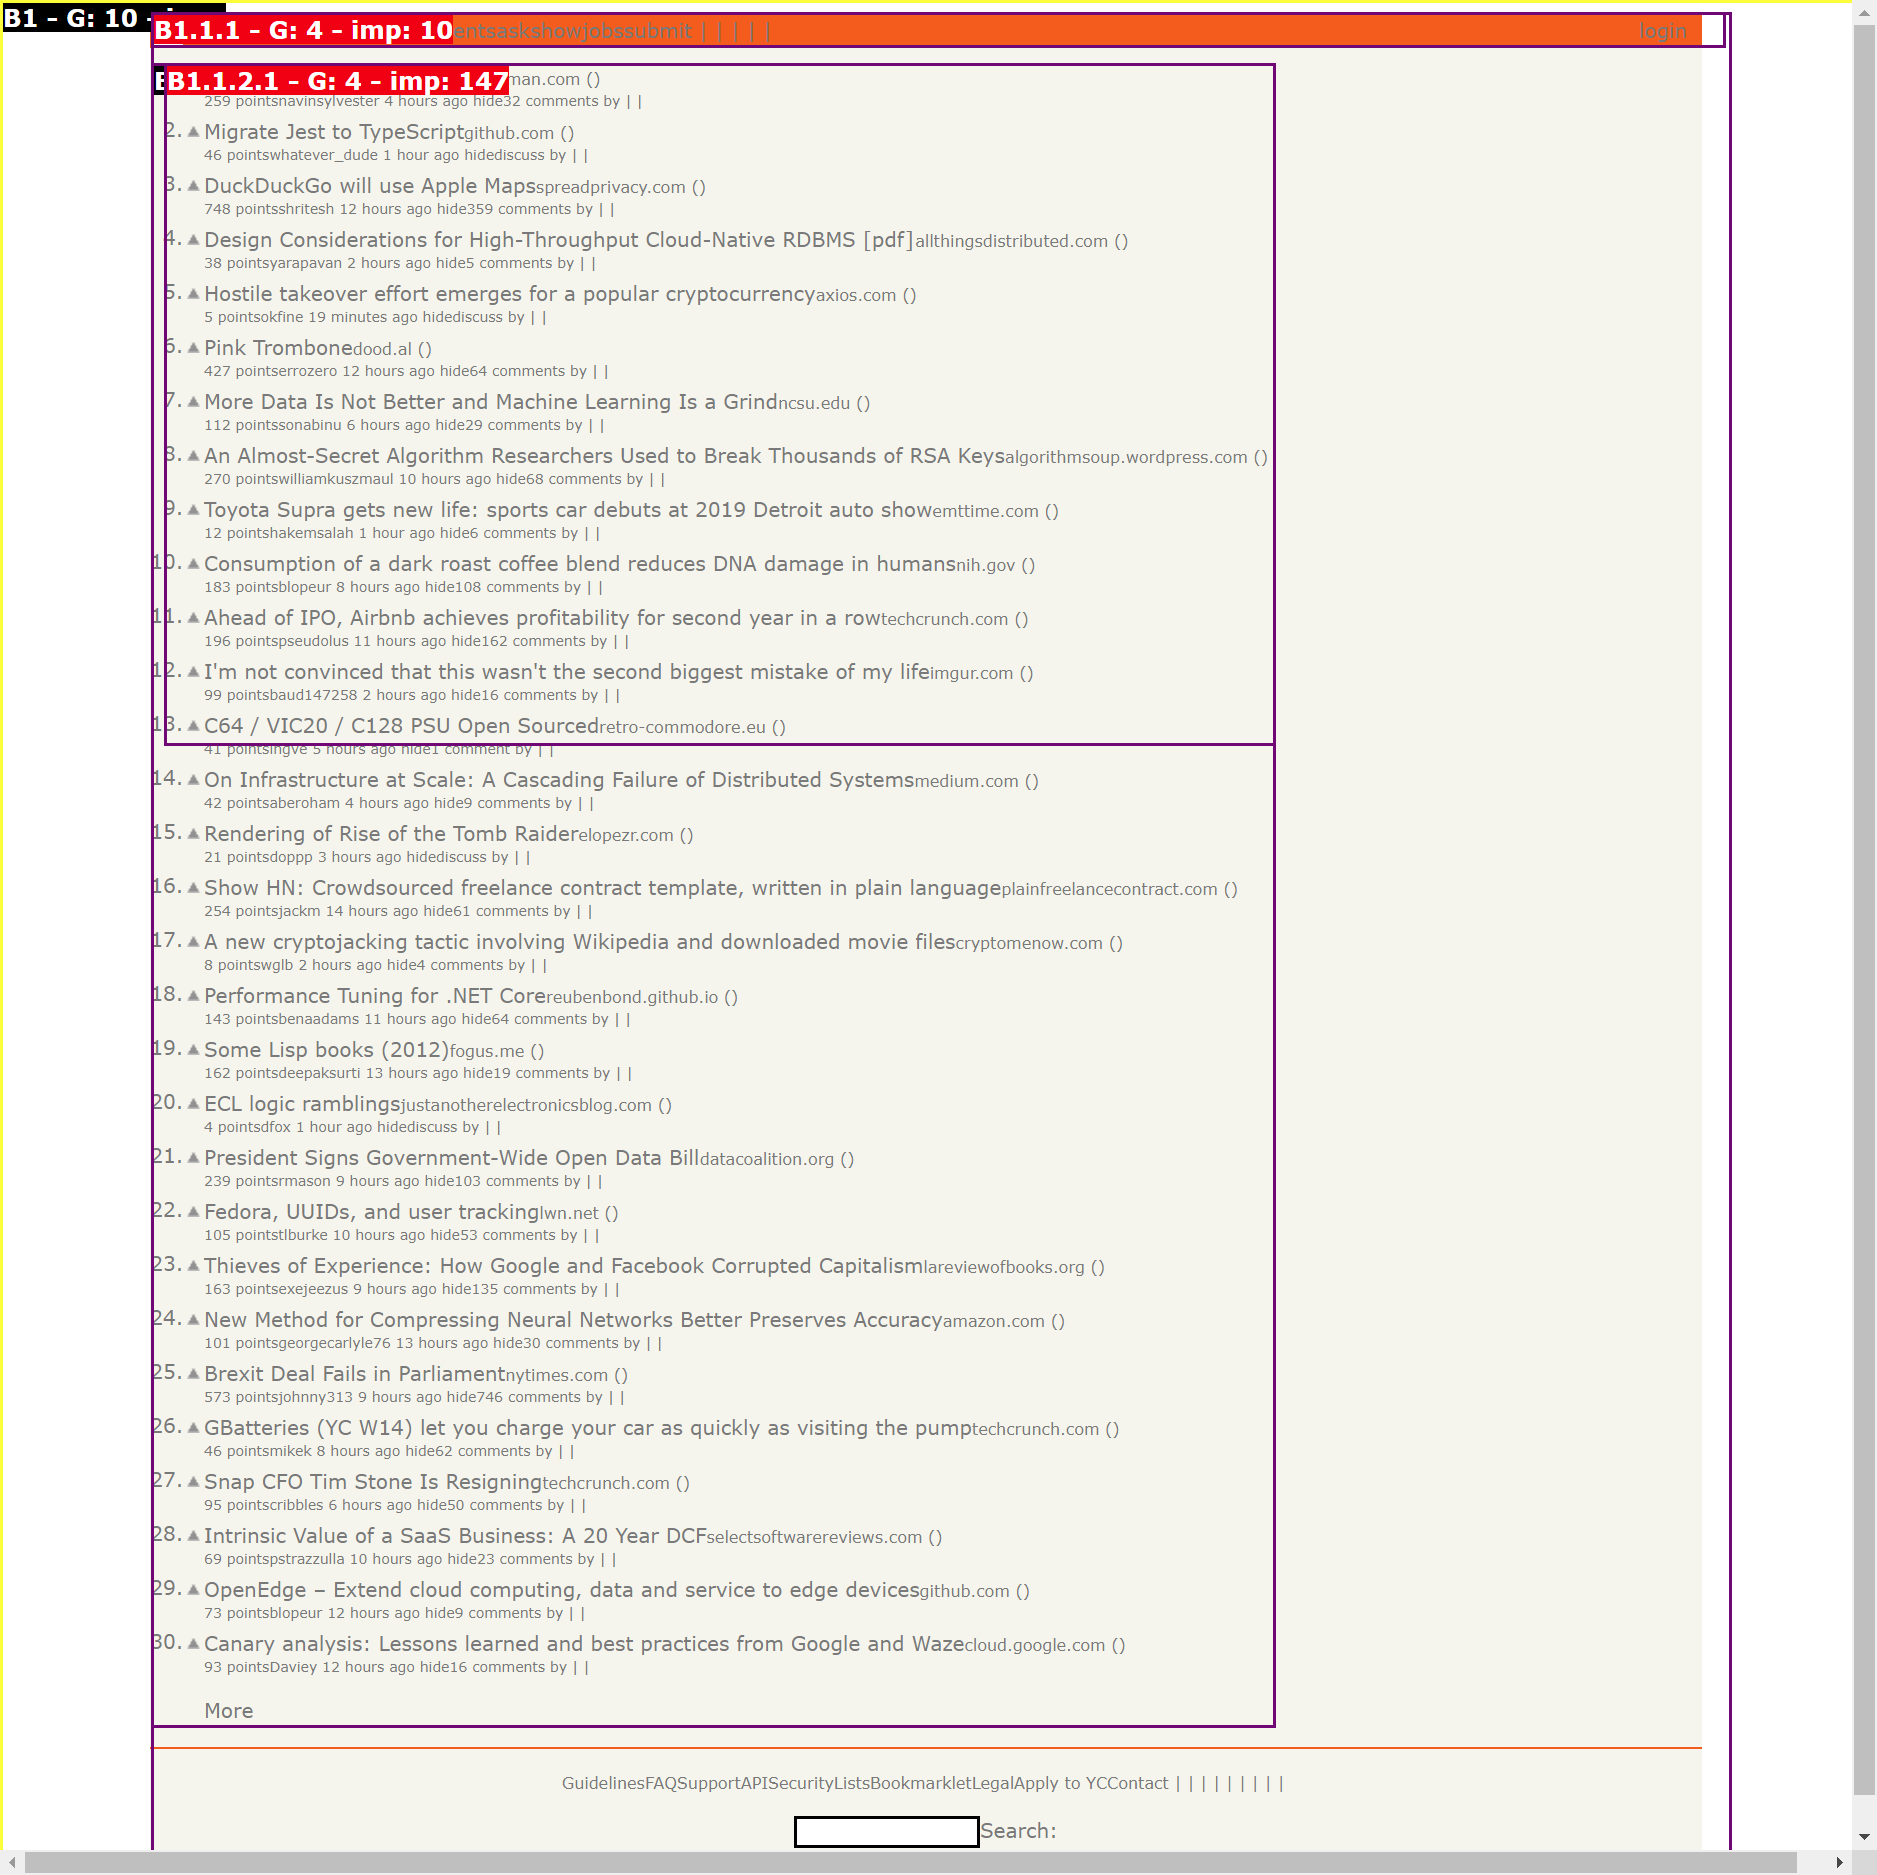 B1 - G: 10 -
B1.1.1 - G: 4 - imp: 10entsaskshowjobssubmit | | | | | login
B1.1.2.1 - G: 4 - imp: 147man.com ()
259 pointsnavinsylvester 4 hours ago hide32 comments by | |
2. Migrate Jest to TypeScriptgithub.com ()
46 pointswhatever_dude 1 hour ago hidediscuss by | |
3. DuckDuckGo will use Apple Mapsspreadprivacy.com ()
748 pointsshritesh 12 hours ago hide359 comments by | |
4. Design Considerations for High-Throughput Cloud-Native RDBMS [pdf]allthingsdistributed.com ()
38 pointsyarapavan 2 hours ago hide5 comments by | |
5. Hostile takeover effort emerges for a popular cryptocurrencyaxios.com ()
5 pointsokfine 19 minutes ago hidediscuss by | |
6. Pink Trombonedood.al ()
427 pointserrozero 12 hours ago hide64 comments by | |
7. More Data Is Not Better and Machine Learning Is a Grindncsu.edu ()
112 pointssonabinu 6 hours ago hide29 comments by | |
8. An Almost-Secret Algorithm Researchers Used to Break Thousands of RSA Keysalgorithmsoup.wordpress.com ()
270 pointswilliamkuszmaul 10 hours ago hide68 comments by | |
9. Toyota Supra gets new life: sports car debuts at 2019 Detroit auto showemttime.com ()
12 pointshakemsalah 1 hour ago hide6 comments by | |
10. Consumption of a dark roast coffee blend reduces DNA damage in humansnih.gov ()
183 pointsblopeur 8 hours ago hide108 comments by | |
11. Ahead of IPO, Airbnb achieves profitability for second year in a rowtechcrunch.com ()
196 pointspseudolus 11 hours ago hide162 comments by | |
12. I'm not convinced that this wasn't the second biggest mistake of my lifeimgur.com ()
99 pointsbaud147258 2 hours ago hide16 comments by | |
13. C64 / VIC20 / C128 PSU Open Sourcedretro-commodore.eu ()
41 pointsingve 5 hours ago hide1 comment by | |
14. On Infrastructure at Scale: A Cascading Failure of Distributed Systemsmedium.com ()
42 pointsaberoham 4 hours ago hide9 comments by | |
15. Rendering of Rise of the Tomb Raiderelopezr.com ()
21 pointsdoppp 3 hours ago hidediscuss by | |
16. Show HN: Crowdsourced freelance contract template, written in plain languageplainfreelancecontract.com ()
254 pointsjackm 14 hours ago hide61 comments by | |
17. A new cryptojacking tactic involving Wikipedia and downloaded movie filescryptomenow.com ()
8 pointswglb 2 hours ago hide4 comments by | |
18. Performance Tuning for .NET Corereubenbond.github.io ()
143 pointsbenaadams 11 hours ago hide64 comments by | |
19. Some Lisp books (2012)fogus.me ()
162 pointsdeepaksurti 13 hours ago hide19 comments by | |
20. ECL logic ramblingsjustanotherelectronicsblog.com ()
4 pointsdfox 1 hour ago hidediscuss by | |
21. President Signs Government-Wide Open Data Billdatacoalition.org ()
239 pointsrmason 9 hours ago hide103 comments by | |
22. Fedora, UUIDs, and user trackinglwn.net ()
105 pointstlburke 10 hours ago hide53 comments by | |
23. Thieves of Experience: How Google and Facebook Corrupted Capitalismlareviewofbooks.org ()
163 pointsexejeezus 9 hours ago hide135 comments by | |
24. New Method for Compressing Neural Networks Better Preserves Accuracyamazon.com ()
101 pointsgeorgecarlyle76 13 hours ago hide30 comments by | |
25. Brexit Deal Fails in Parliamentnytimes.com ()
573 pointsjohnny313 9 hours ago hide746 comments by | |
26. GBatteries (YC W14) let you charge your car as quickly as visiting the pumptechcrunch.com ()
46 pointsmikek 8 hours ago hide62 comments by | |
27. Snap CFO Tim Stone Is Resigningtechcrunch.com ()
95 pointscribbles 6 hours ago hide50 comments by | |
28. Intrinsic Value of a SaaS Business: A 20 Year DCFselectsoftwarereviews.com ()
69 pointspstrazzulla 10 hours ago hide23 comments by | |
29. OpenEdge – Extend cloud computing, data and service to edge devicesgithub.com ()
73 pointsblopeur 12 hours ago hide9 comments by | |
30. Canary analysis: Lessons learned and best practices from Google and Wazecloud.google.com ()
93 pointsDaviey 12 hours ago hide16 comments by | |
More
GuidelinesFAQSupportAPISecurityListsBookmarkletLegalApply to YCContact | | | | | | | | |
Search: